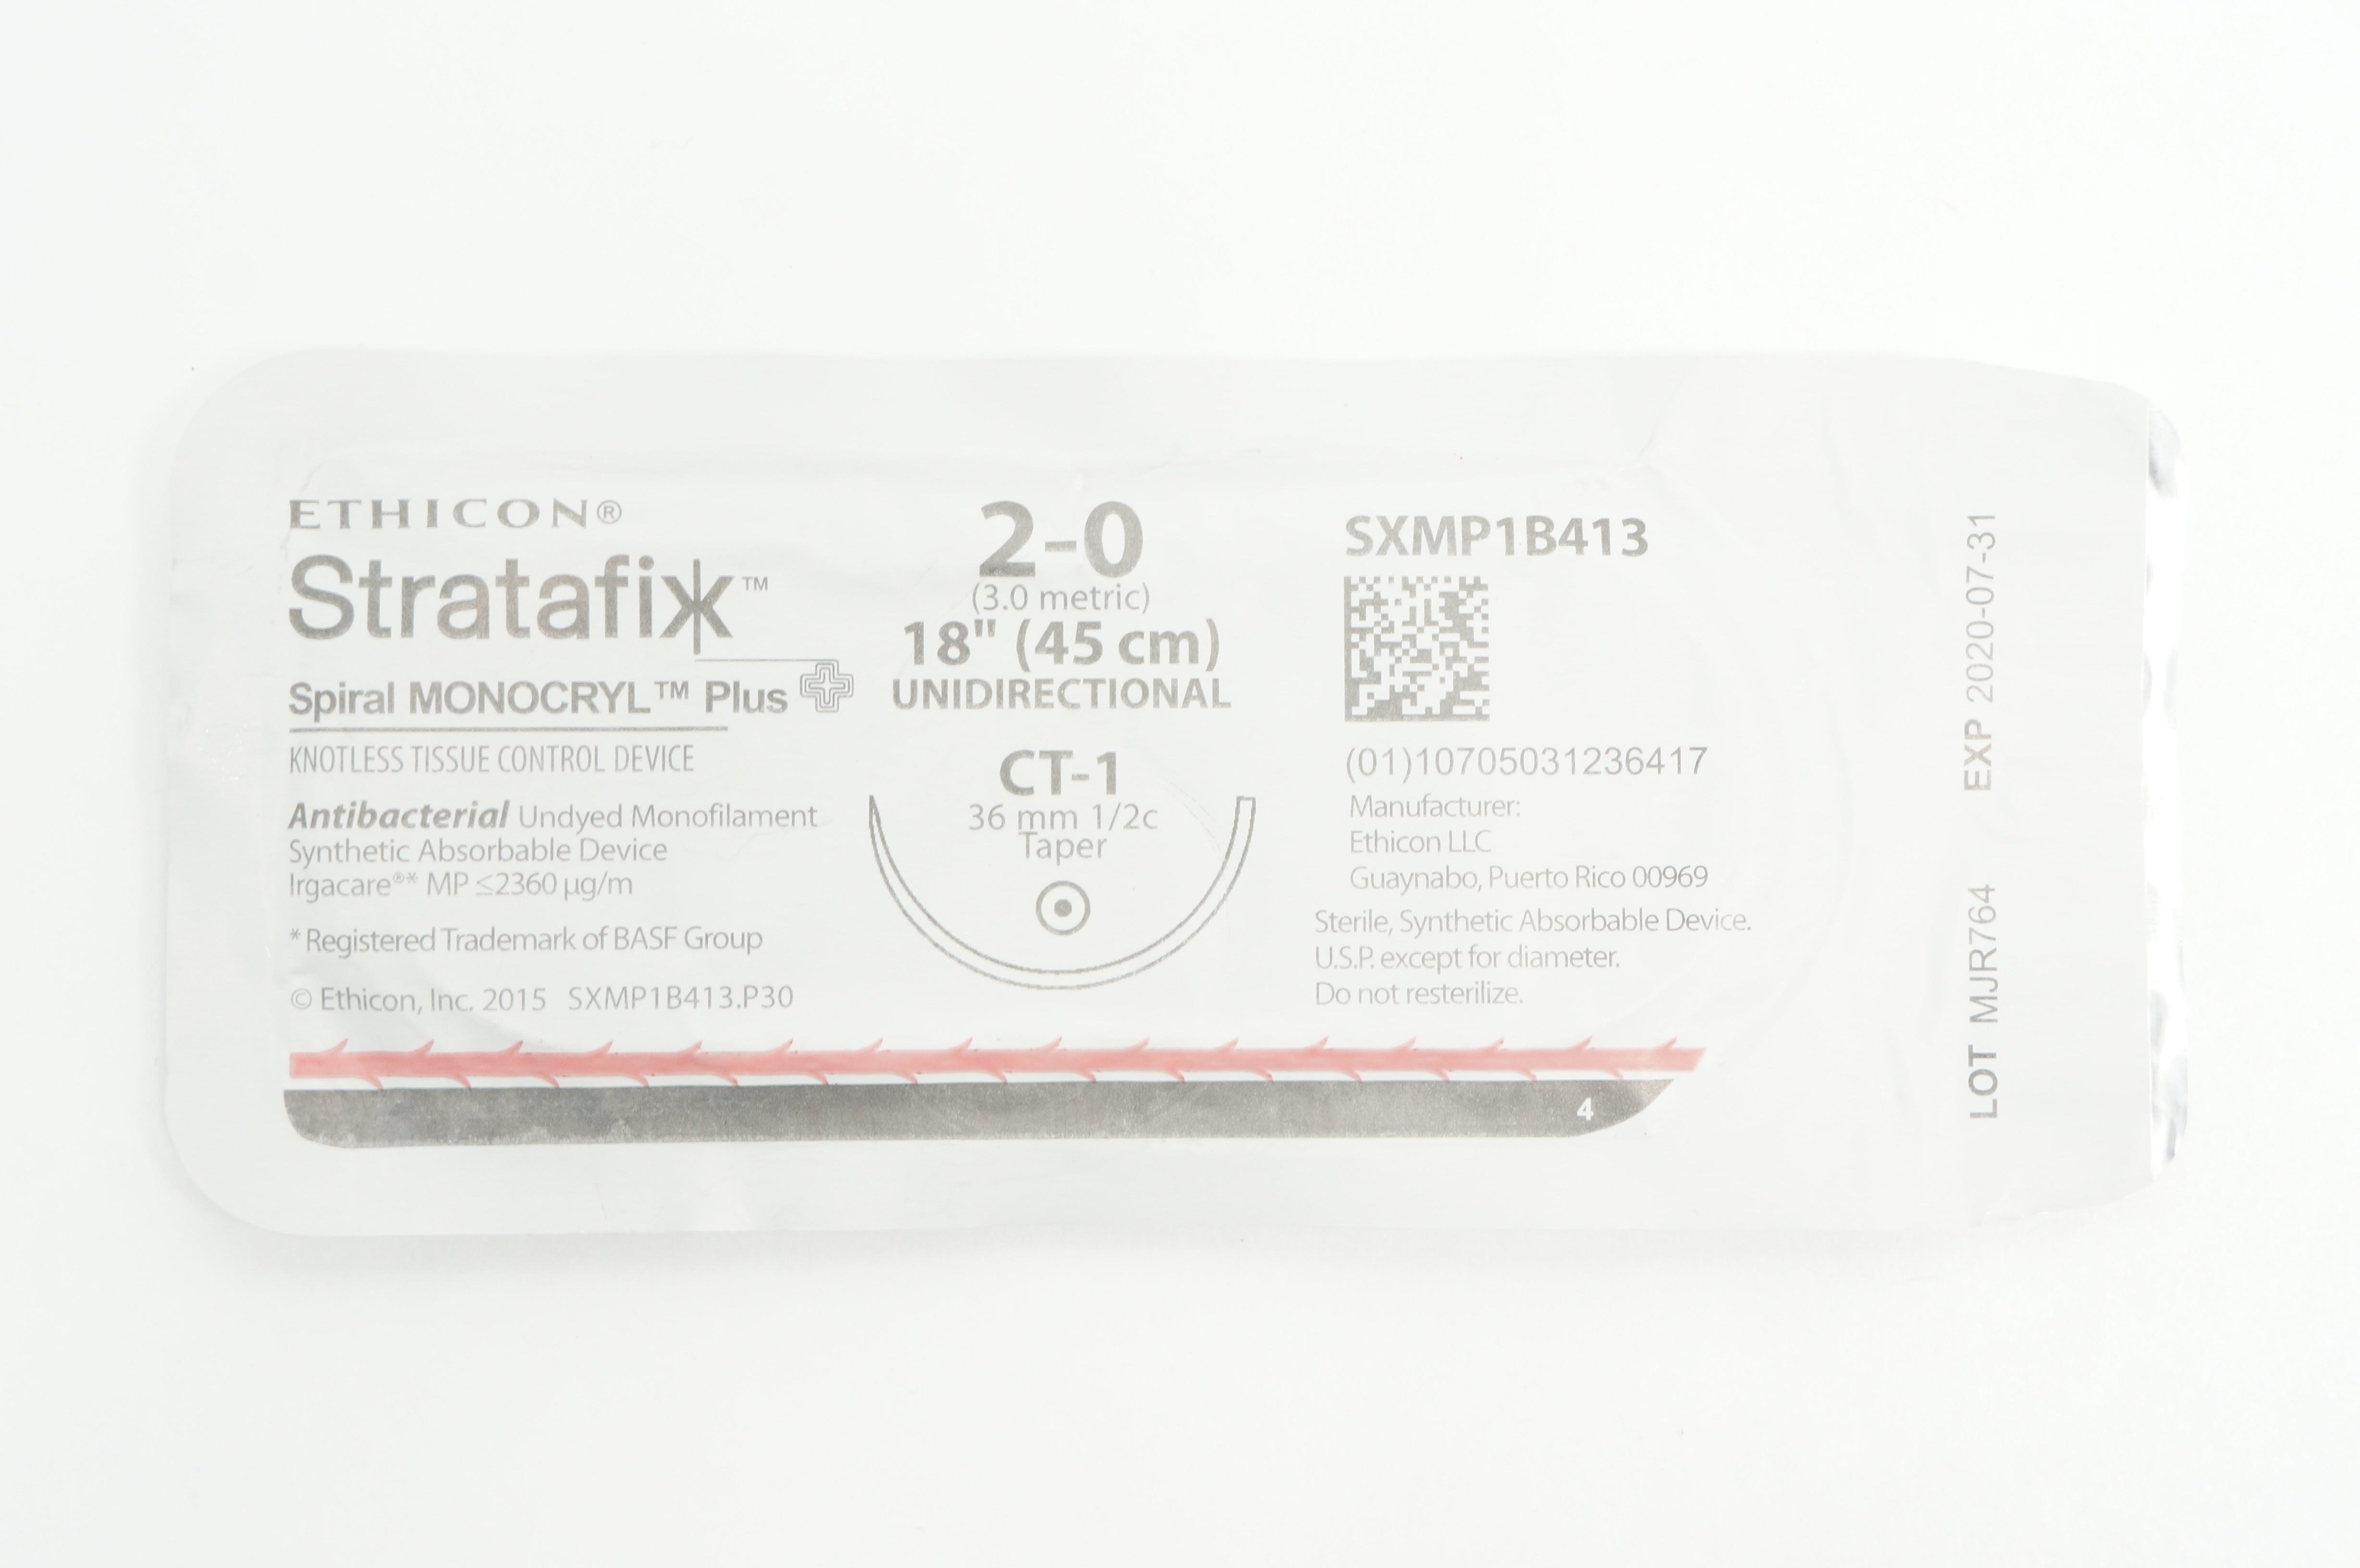 ETHICON®
Stratafix™
Spiral MONOCRYL™ Plus
KNOTLESS TISSUE CONTROL DEVICE
Antibacterial Undyed Monofilament
Synthetic Absorbable Device
Irgacare®* MP ≤2360 µg/m
* Registered Trademark of BASF Group
© Ethicon, Inc. 2015 SXMP1B413.P30
2-0
(3.0 metric)
18" (45 cm)
UNIDIRECTIONAL
CT-1
36 mm 1/2c
Taper
SXMP1B413
(01)10705031236417
Manufacturer:
Ethicon LLC
Guaynabo, Puerto Rico 00969
Sterile, Synthetic Absorbable Device.
U.S.P. except for diameter.
Do not resterilize.
4
LOT MJR764 EXP 2020-07-31